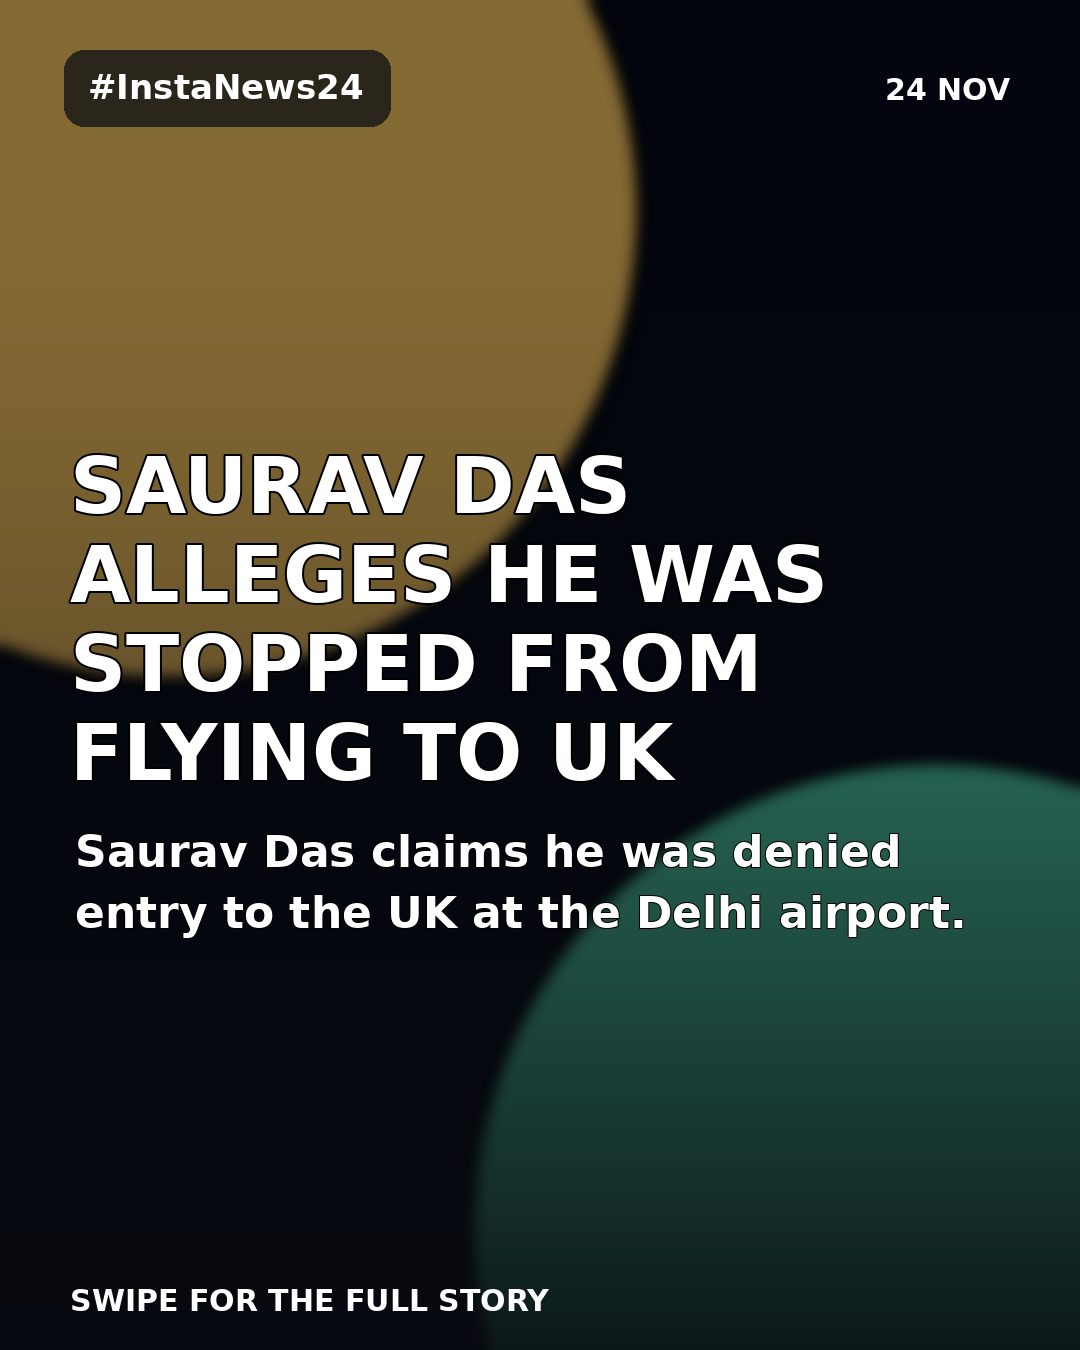 #InstaNews24
24 NOV
SAURAV DAS
ALLEGES HE WAS
STOPPED FROM
FLYING TO UK
Saurav Das claims he was denied
entry to the UK at the Delhi airport.
SWIPE FOR THE FULL STORY